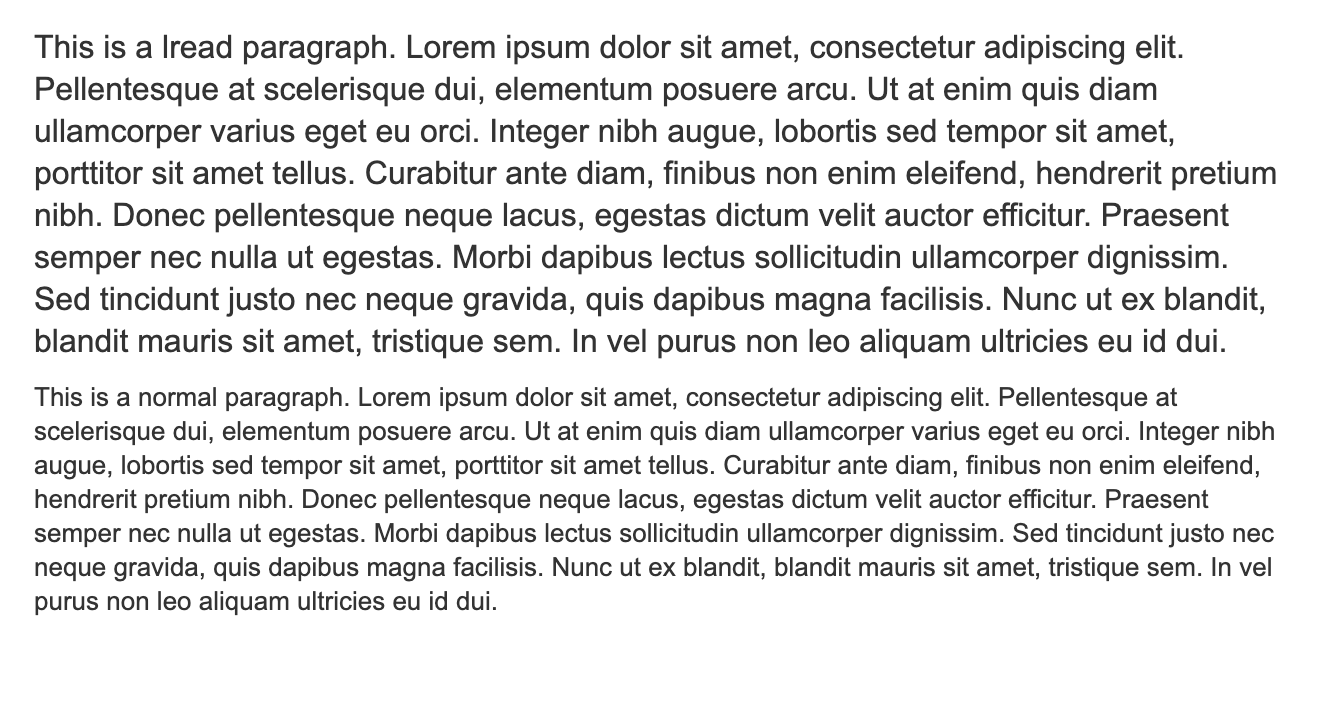 This is a lread paragraph. Lorem ipsum dolor sit amet, consectetur adipiscing elit.
Pellentesque at scelerisque dui, elementum posuere arcu. Ut at enim quis diam
ullamcorper varius eget eu orci. Integer nibh augue, lobortis sed tempor sit amet,
porttitor sit amet tellus. Curabitur ante diam, finibus non enim eleifend, hendrerit pretium
nibh. Donec pellentesque neque lacus, egestas dictum velit auctor efficitur. Praesent
semper nec nulla ut egestas. Morbi dapibus lectus sollicitudin ullamcorper dignissim.
Sed tincidunt justo nec neque gravida, quis dapibus magna facilisis. Nunc ut ex blandit,
blandit mauris sit amet, tristique sem. In vel purus non leo aliquam ultricies eu id dui.
This is a normal paragraph. Lorem ipsum dolor sit amet, consectetur adipiscing elit. Pellentesque at
scelerisque dui, elementum posuere arcu. Ut at enim quis diam ullamcorper varius eget eu orci. Integer nibh
augue, lobortis sed tempor sit amet, porttitor sit amet tellus. Curabitur ante diam, finibus non enim eleifend,
hendrerit pretium nibh. Donec pellentesque neque lacus, egestas dictum velit auctor efficitur. Praesent
semper nec nulla ut egestas. Morbi dapibus lectus sollicitudin ullamcorper dignissim. Sed tincidunt justo nec
neque gravida, quis dapibus magna facilisis. Nunc ut ex blandit, blandit mauris sit amet, tristique sem. In vel
purus non leo aliquam ultricies eu id dui.